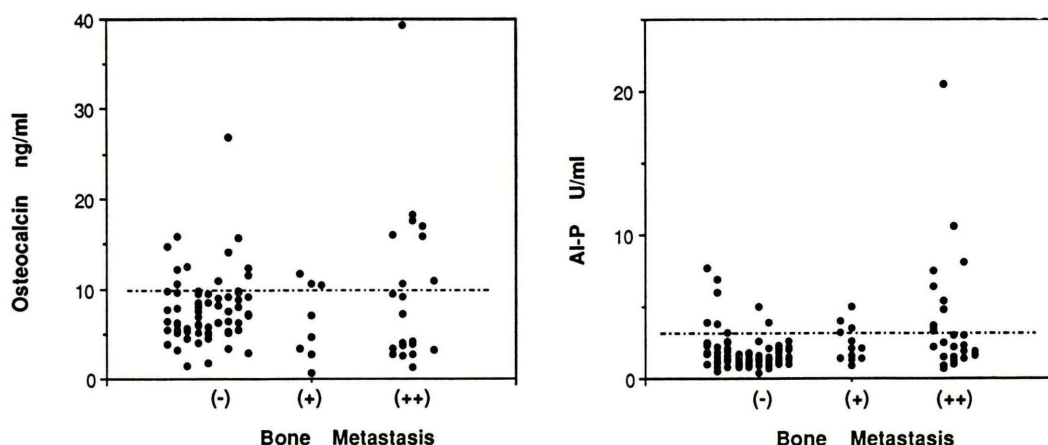 Osteocalcin ng/ml
40
30
20
10
0
(-) (+) (++)
Bone Metastasis
Al-P U/ml
20
10
0
(-) (+) (++)
Bone Metastasis